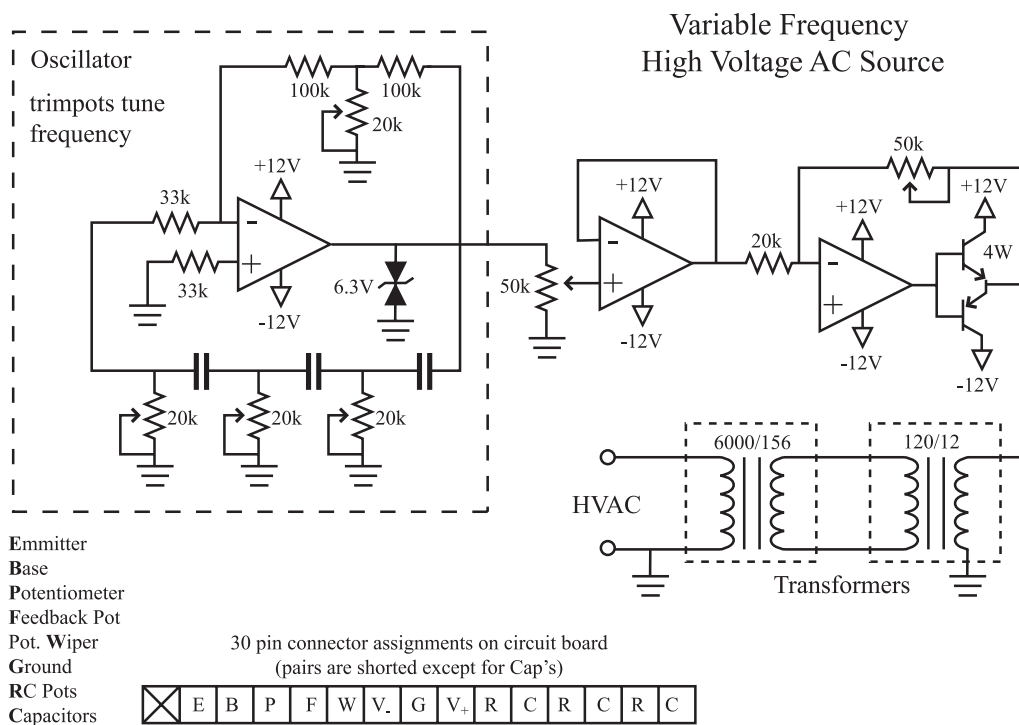 Variable Frequency
High Voltage AC Source
Oscillator
trimpots tune
frequency
100k
100k
20k
+12V
33k
-
+
33k
-12V
6.3V
20k
20k
20k
50k
+12V
-
+
-12V
20k
50k
+12V
-
+
-12V
+12V
4W
-12V
6000/156
120/12
HVAC
Transformers
Emmitter
Base
Potentiometer
Feedback Pot
Pot. Wiper
Ground
RC Pots
Capacitors
30 pin connector assignments on circuit board
(pairs are shorted except for Cap's)
E B P F W V- G V+ R C R C R C